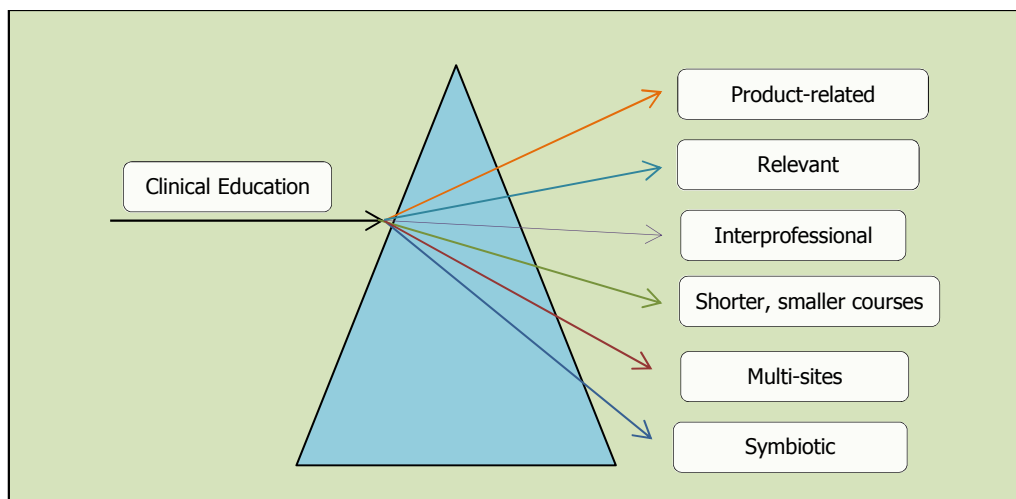 Clinical Education
Product-related
Relevant
Interprofessional
Shorter, smaller courses
Multi-sites
Symbiotic